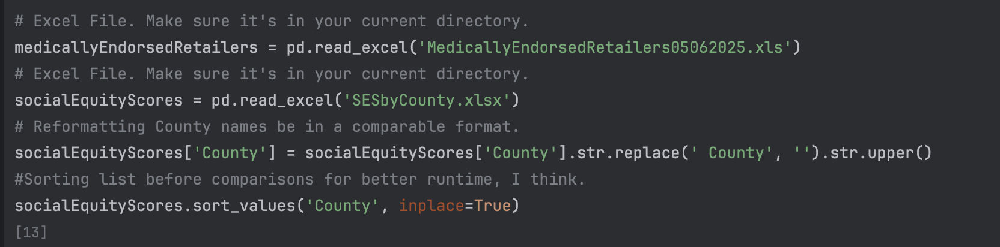 # Excel File. Make sure it's in your current directory.
medicallyEndorsedRetailers = pd.read_excel('MedicallyEndorsedRetailers05062025.xls')
# Excel File. Make sure it's in your current directory.
socialEquityScores = pd.read_excel('SESbyCounty.xlsx')
# Reformatting County names be in a comparable format.
socialEquityScores['County'] = socialEquityScores['County'].str.replace(' County', '').str.upper()
#Sorting list before comparisons for better runtime, I think.
socialEquityScores.sort_values('County', inplace=True)
[13]